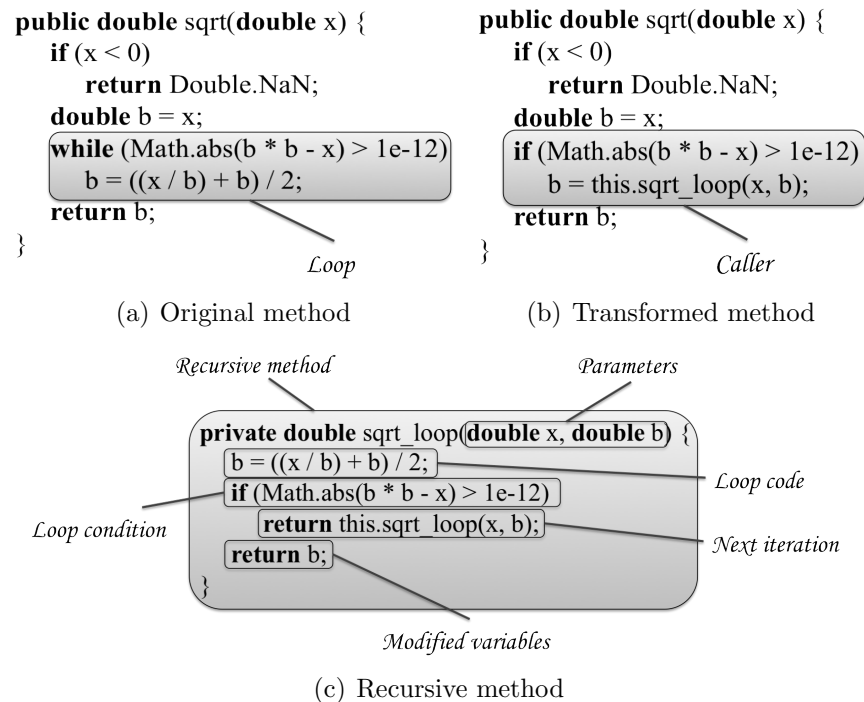 public double sqrt(double x) {
if (x < 0)
return Double.NaN;
double b = x;
while (Math.abs(b * b - x) > 1e-12)
b = ((x / b) + b) / 2;
return b;
}
Loop
(a) Original method
public double sqrt(double x) {
if (x < 0)
return Double.NaN;
double b = x;
if (Math.abs(b * b - x) > 1e-12)
b = this.sqrt_loop(x, b);
return b;
}
Caller
(b) Transformed method
Recursive method
Parameters
private double sqrt_loop(double x, double b) {
b = ((x / b) + b) / 2;
if (Math.abs(b * b - x) > 1e-12)
return this.sqrt_loop(x, b);
return b;
}
Loop code
Loop condition
Next iteration
Modified variables
(c) Recursive method